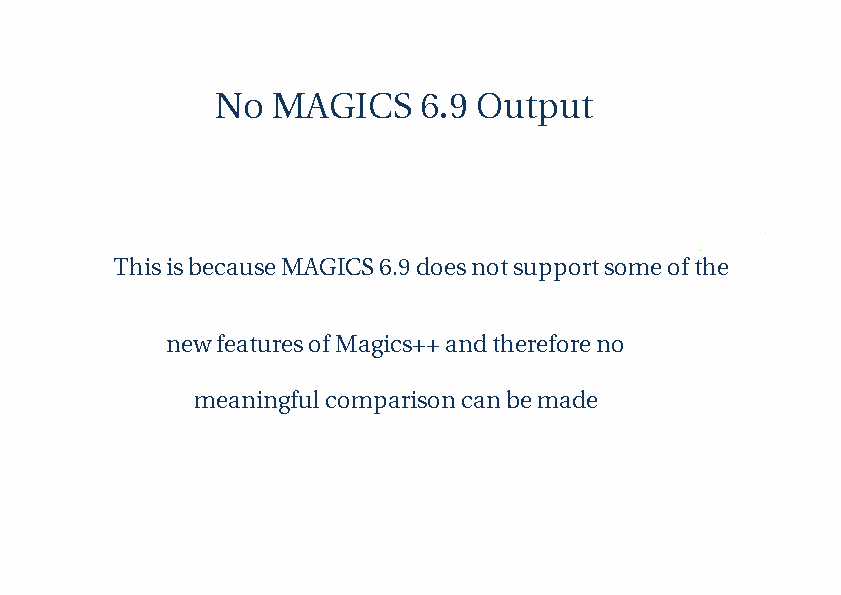 No MAGICS 6.9 Output
This is because MAGICS 6.9 does not support some of the
new features of Magics++ and therefore no
meaningful comparison can be made